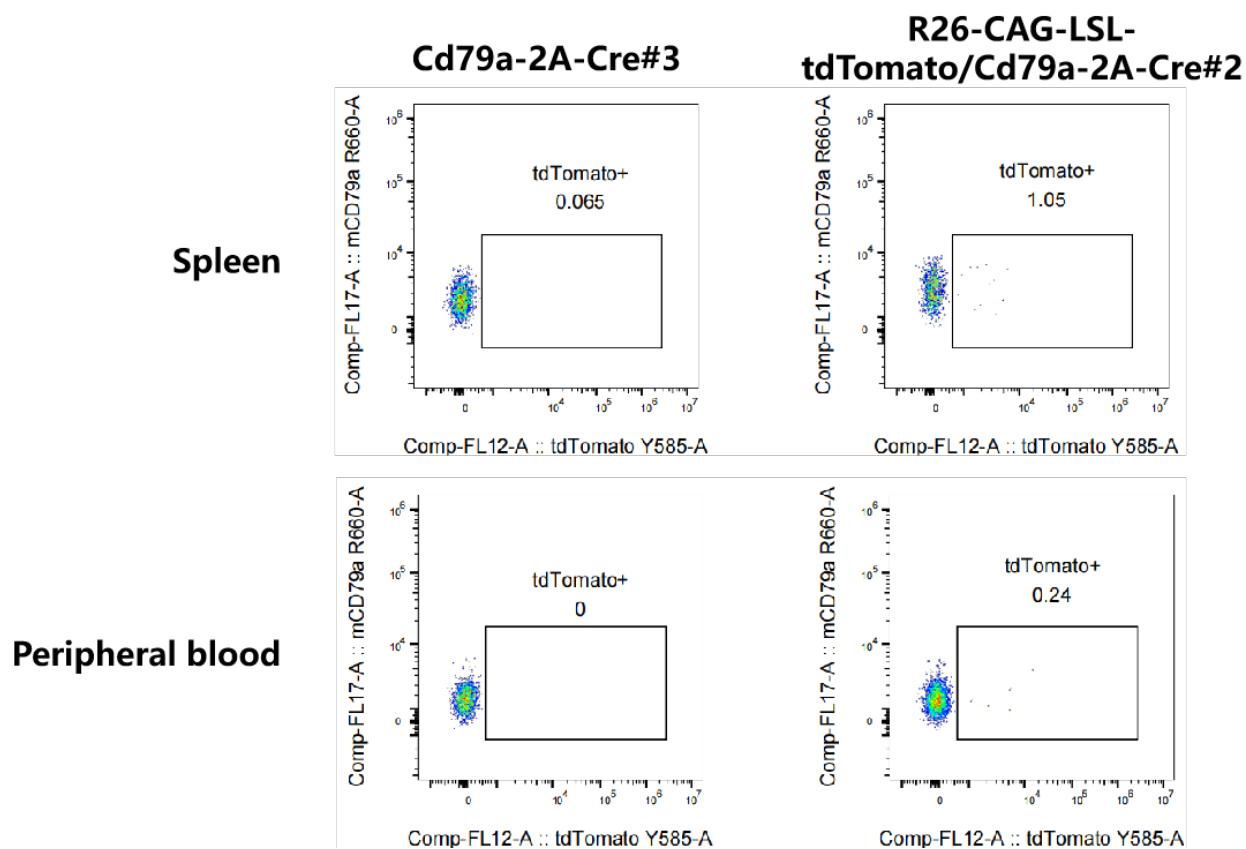 Cd79a-2A-Cre#3
R26-CAG-LSL-
tdTomato/Cd79a-2A-Cre#2
Spleen
Comp-FL17-A :: mCD79a R660-A
10^6
10^5
10^4
0
tdTomato+
0.065
0
10^4
10^5
10^6
10^7
Comp-FL12-A :: tdTomato Y585-A
Comp-FL17-A :: mCD79a R660-A
10^6
10^5
10^4
0
tdTomato+
1.05
0
10^4
10^5
10^6
10^7
Comp-FL12-A :: tdTomato Y585-A
Peripheral blood
Comp-FL17-A :: mCD79a R660-A
10^6
10^5
10^4
0
tdTomato+
0
0
10^4
10^5
10^6
10^7
Comp-FL12-A :: tdTomato Y585-A
Comp-FL17-A :: mCD79a R660-A
10^6
10^5
10^4
0
tdTomato+
0.24
0
10^4
10^5
10^6
10^7
Comp-FL12-A :: tdTomato Y585-A